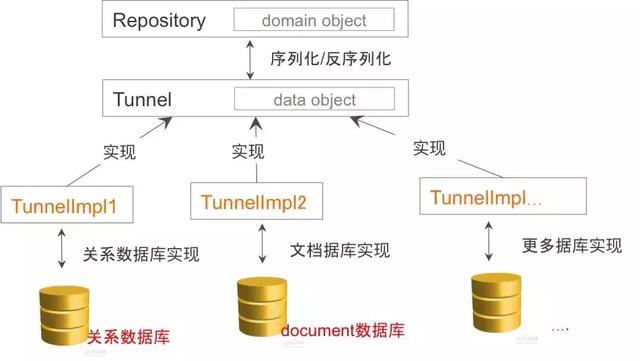 Repository domain object
序列化/反序列化
Tunnel data object
实现 实现 实现
TunnelImpl1 TunnelImpl2 TunnelImpl...
关系数据库实现 文档据库实现 更多据库实现
关系数据库 document数据库 ....